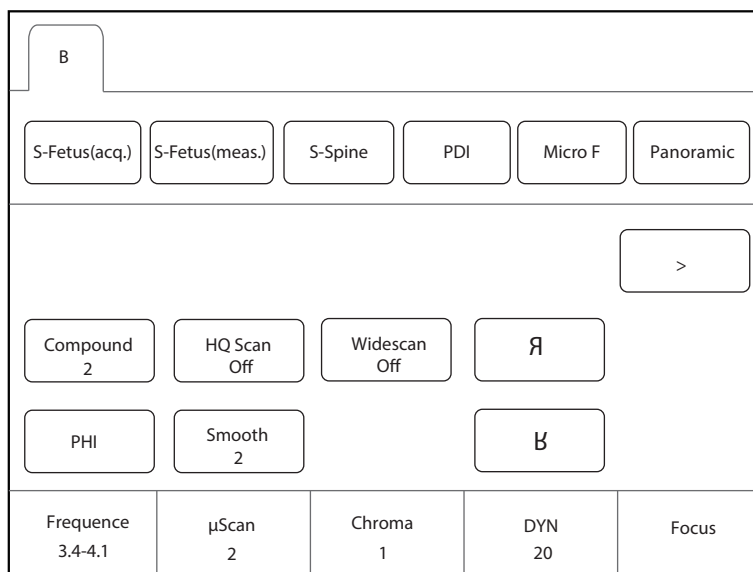 B
S-Fetus(acq.) S-Fetus(meas.) S-Spine PDI Micro F Panoramic
>
Compound HQ Scan Widescan Я
2 Off Off
PHI Smooth ʁ
2
Frequence µScan Chroma DYN Focus
3.4-4.1 2 1 20